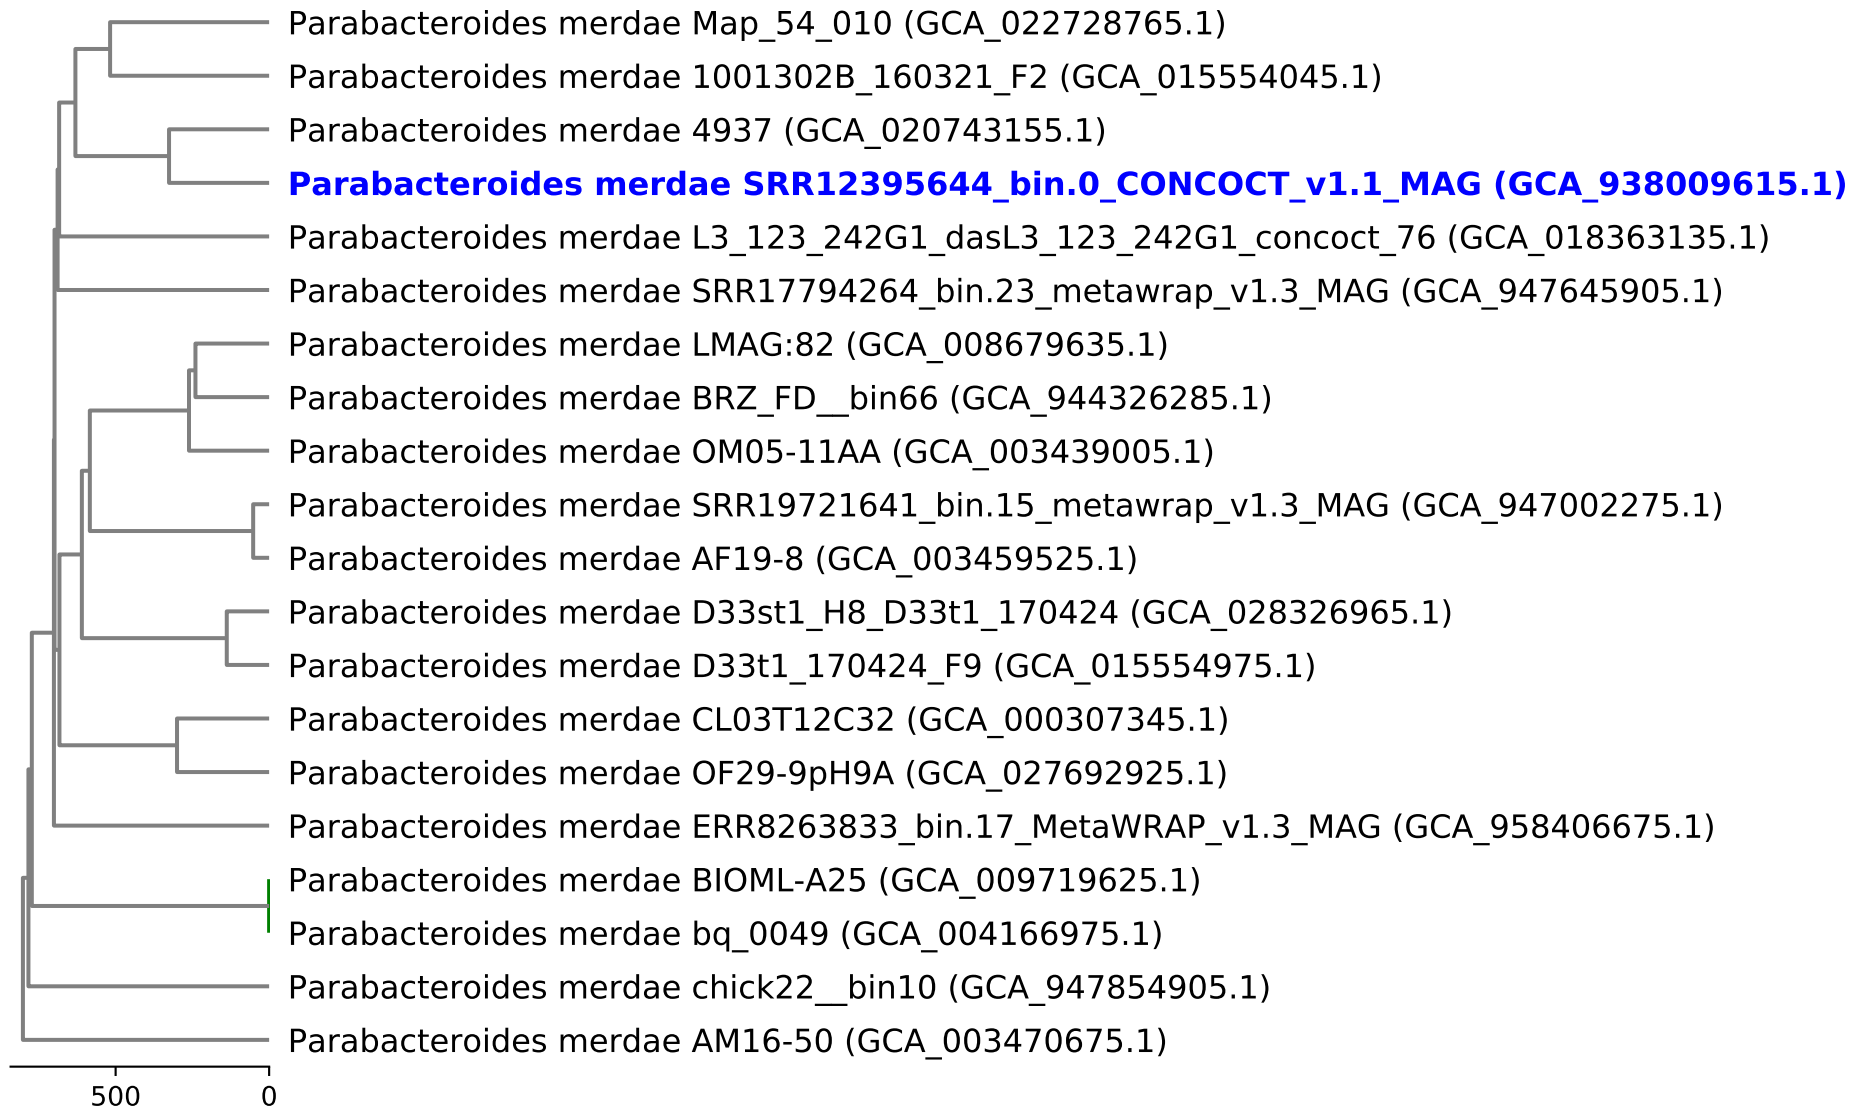 Parabacteroides merdae Map_54_010 (GCA_022728765.1)
Parabacteroides merdae 1001302B_160321_F2 (GCA_015554045.1)
Parabacteroides merdae 4937 (GCA_020743155.1)
Parabacteroides merdae SRR12395644_bin.0_CONCOCT_v1.1_MAG (GCA_938009615.1)
Parabacteroides merdae L3_123_242G1_dasL3_123_242G1_concoct_76 (GCA_018363135.1)
Parabacteroides merdae SRR17794264_bin.23_metawrap_v1.3_MAG (GCA_947645905.1)
Parabacteroides merdae LMAG:82 (GCA_008679635.1)
Parabacteroides merdae BRZ_FD__bin66 (GCA_944326285.1)
Parabacteroides merdae OM05-11AA (GCA_003439005.1)
Parabacteroides merdae SRR19721641_bin.15_metawrap_v1.3_MAG (GCA_947002275.1)
Parabacteroides merdae AF19-8 (GCA_003459525.1)
Parabacteroides merdae D33st1_H8_D33t1_170424 (GCA_028326965.1)
Parabacteroides merdae D33t1_170424_F9 (GCA_015554975.1)
Parabacteroides merdae CL03T12C32 (GCA_000307345.1)
Parabacteroides merdae OF29-9pH9A (GCA_027692925.1)
Parabacteroides merdae ERR8263833_bin.17_MetaWRAP_v1.3_MAG (GCA_958406675.1)
Parabacteroides merdae BIOML-A25 (GCA_009719625.1)
Parabacteroides merdae bq_0049 (GCA_004166975.1)
Parabacteroides merdae chick22__bin10 (GCA_947854905.1)
Parabacteroides merdae AM16-50 (GCA_003470675.1)
500 0